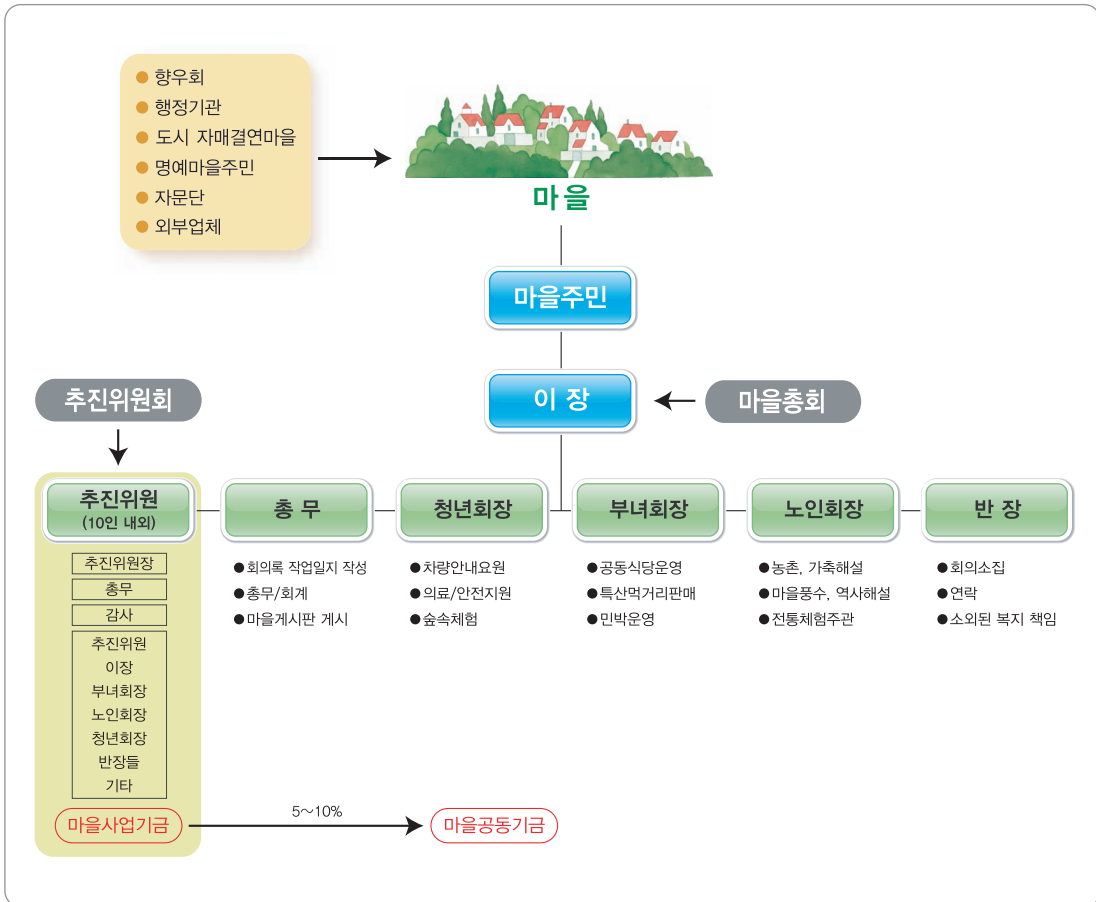 향우회
행정기관
도시 자매결연마을
명예마을주민
자문단
외부업체
마을
마을주민
이 장
마을총회
추진위원회
추진위원
(10인 내외)
총 무
청년회장
부녀회장
노인회장
반 장
추진위원장
총무
감사
추진위원
이장
부녀회장
노인회장
청년회장
반장들
기타
●회의록 작업일지 작성
●총무/회계
●마을게시판 게시
●차량안내요원
●의료/안전지원
●숲속체험
●공동식당운영
●특산먹거리판매
●민박운영
●농촌, 가축해설
●마을풍수, 역사해설
●전통체험주관
●회의소집
●연락
●소외된 복지 책임
마을사업기금
5~10%
마을공동기금